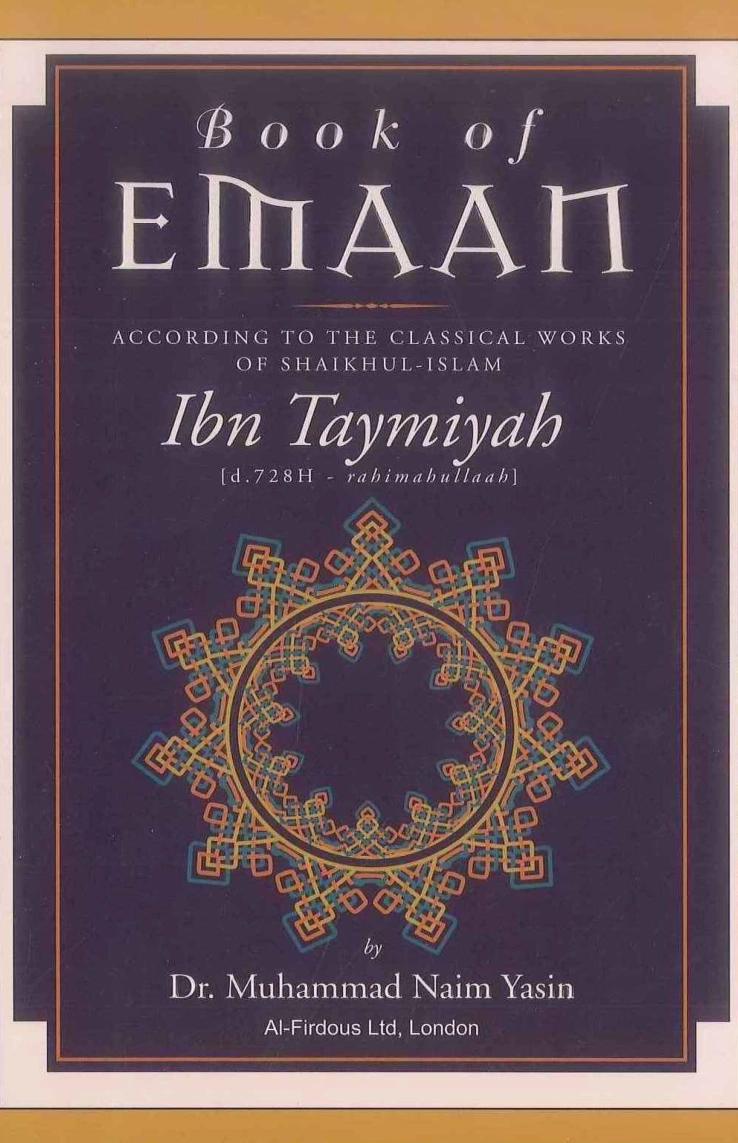 Book of
EMAAN
ACCORDING TO THE CLASSICAL WORKS
OF SHAIKHUL-ISLAM
Ibn Taymiyah
[d.728H - rahimahullaah]
by
Dr. Muhammad Naim Yasin
Al-Firdous Ltd, London